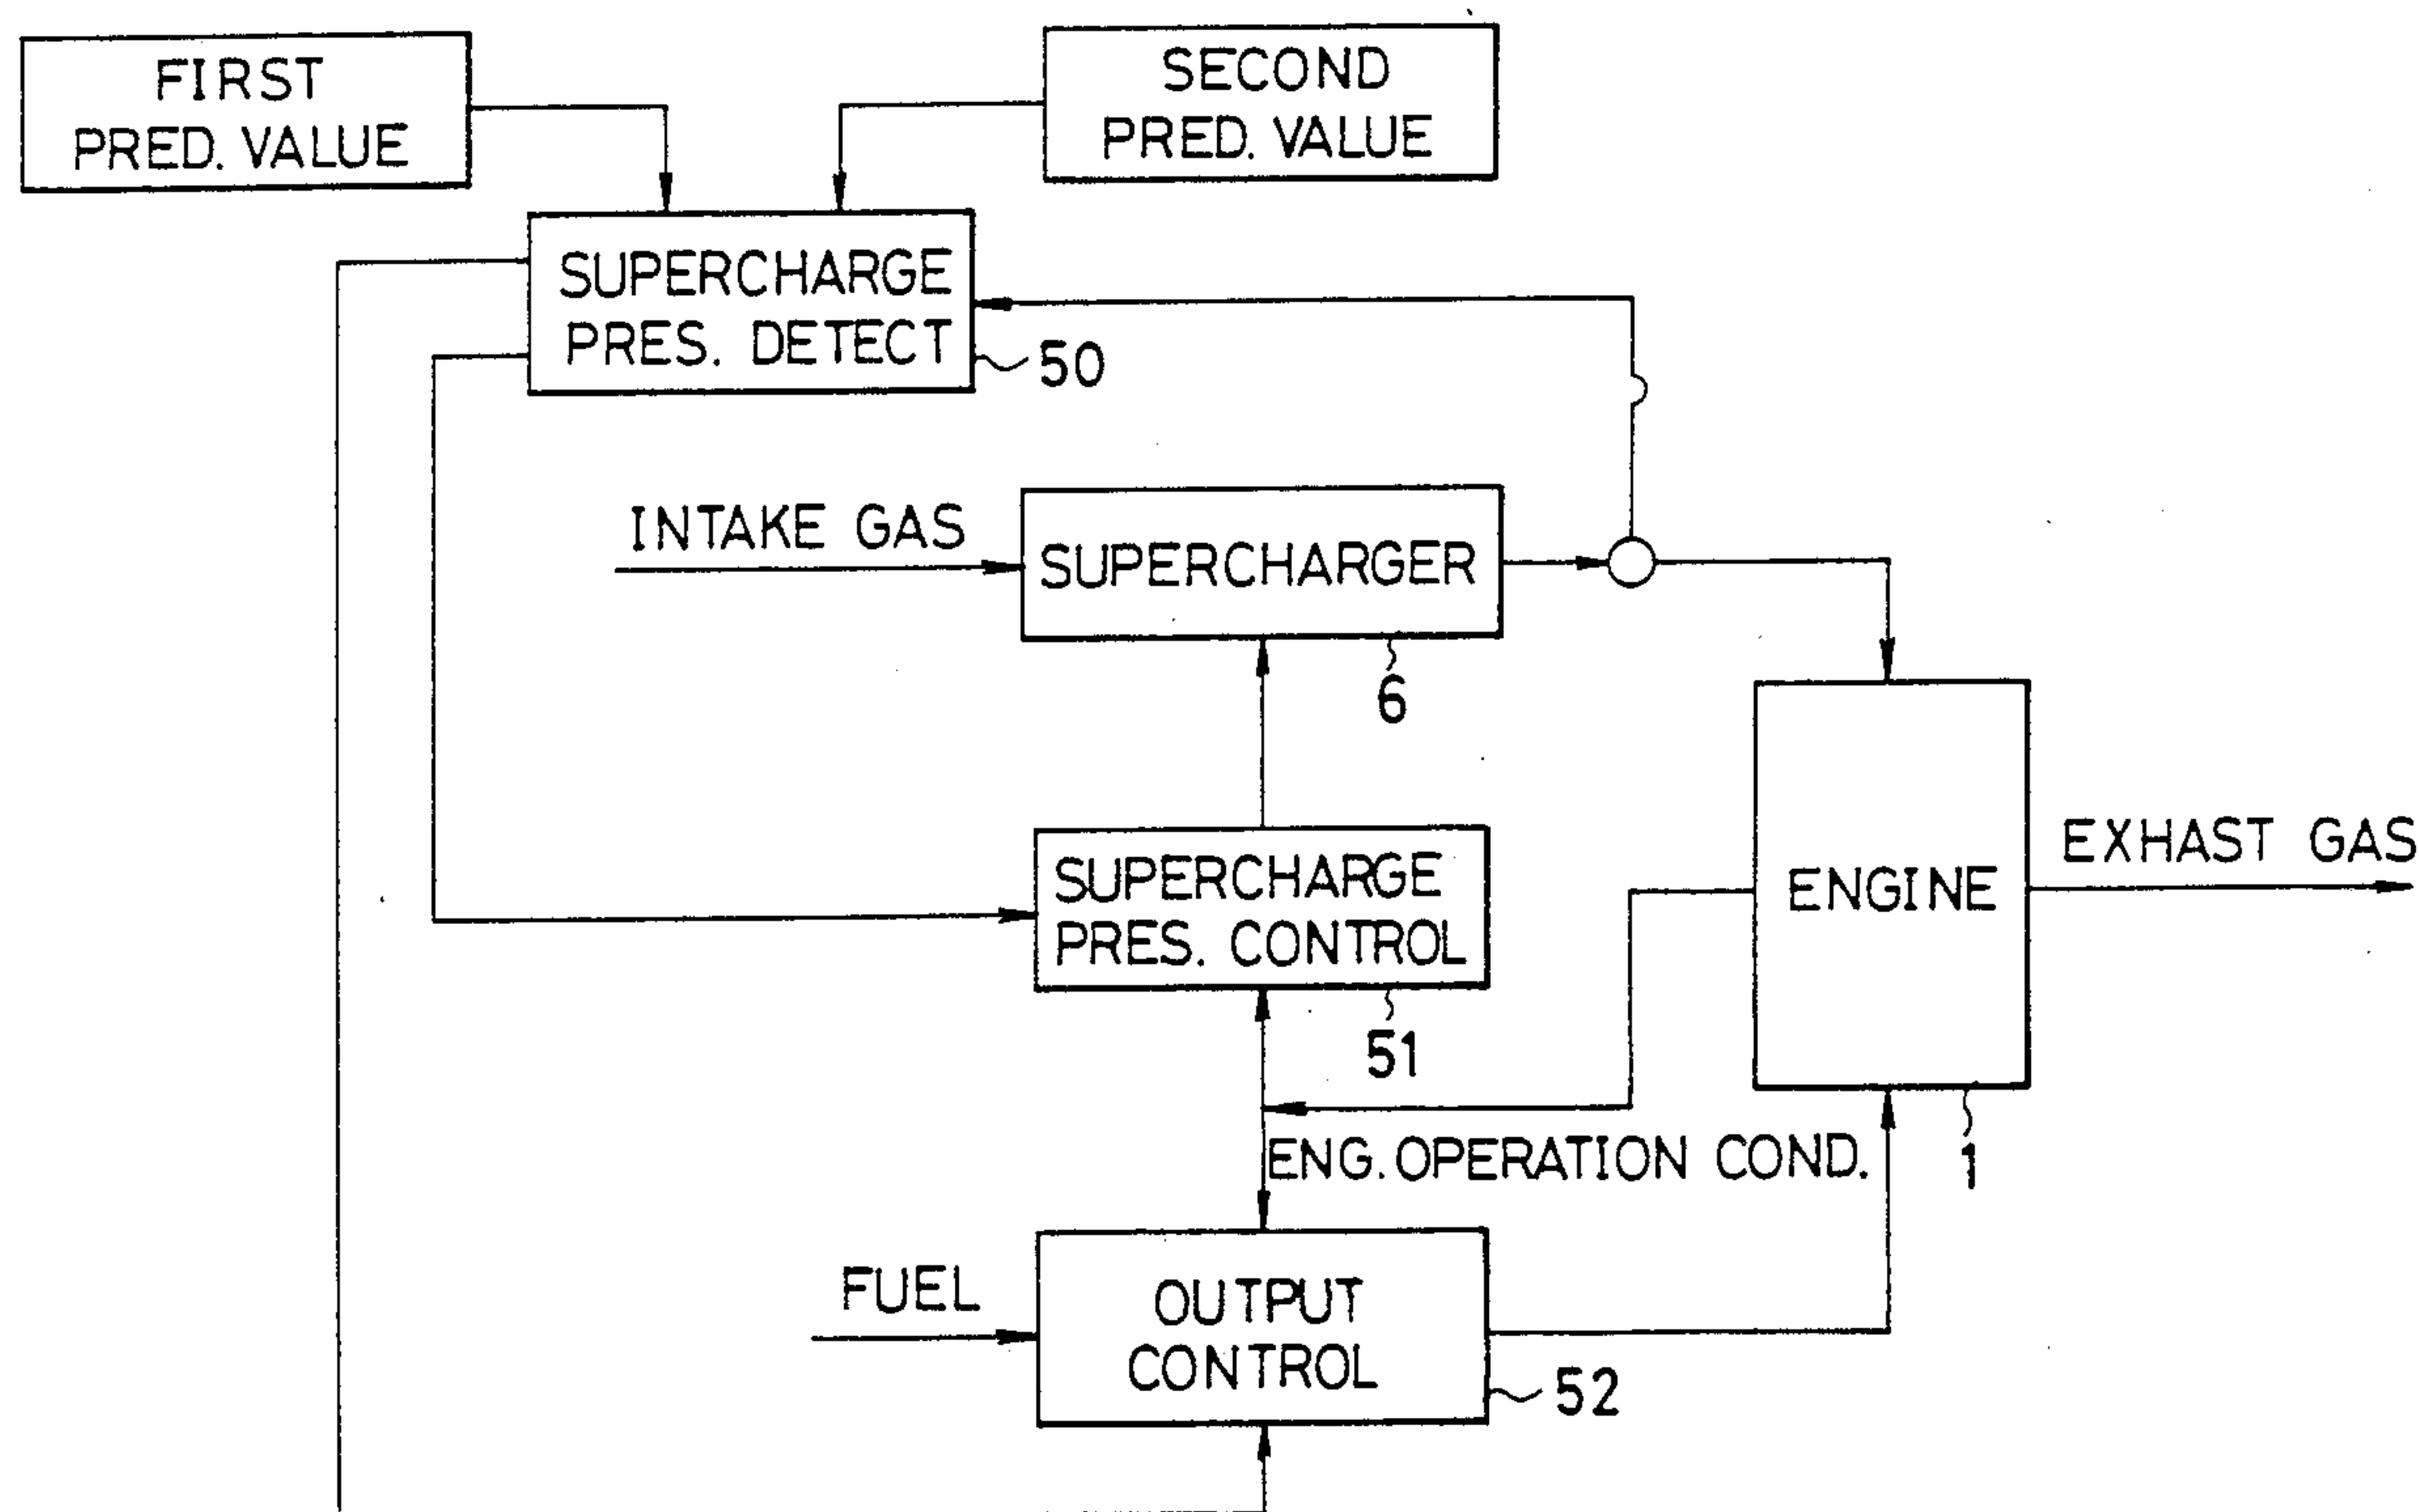 FIRST
PRED. VALUE
SECOND
PRED. VALUE
SUPERCHARGE
PRES. DETECT
50
INTAKE GAS
SUPERCHARGER
6
SUPERCHARGE
PRES. CONTROL
51
ENGINE
1
EXHAST GAS
ENG. OPERATION COND.
FUEL
OUTPUT
CONTROL
52